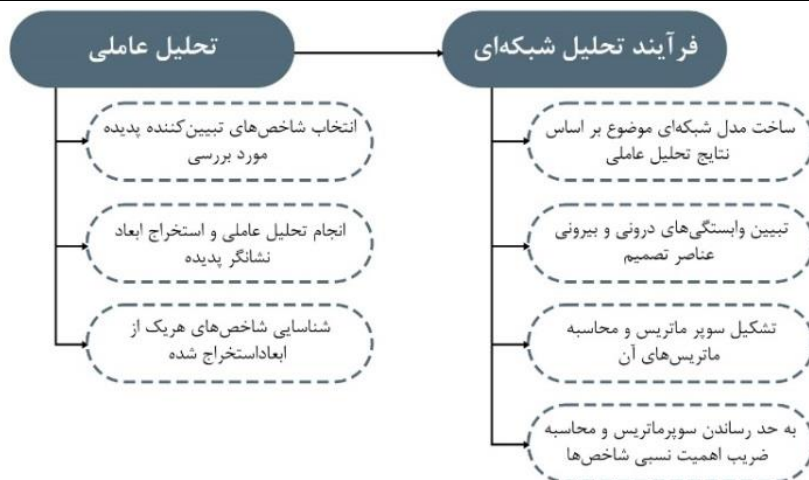 تحلیل عاملی
انتخاب شاخص‌های تبیین‌کننده پدیده
مورد بررسی
انجام تحلیل عاملی و استخراج ابعاد
نشانگر پدیده
شناسایی شاخص‌های هریک از
ابعاداستخراج شده
فرآیند تحلیل شبکه‌ای
ساخت مدل شبکه‌ای موضوع بر اساس
نتایج تحلیل عاملی
تبیین وابستگی‌های درونی و بیرونی
عناصر تصمیم
تشکیل سوپر ماتریس و محاسبه
ماتریس‌های آن
به حد رساندن سوپرماتریس و محاسبه
ضریب اهمیت نسبی شاخص‌ها